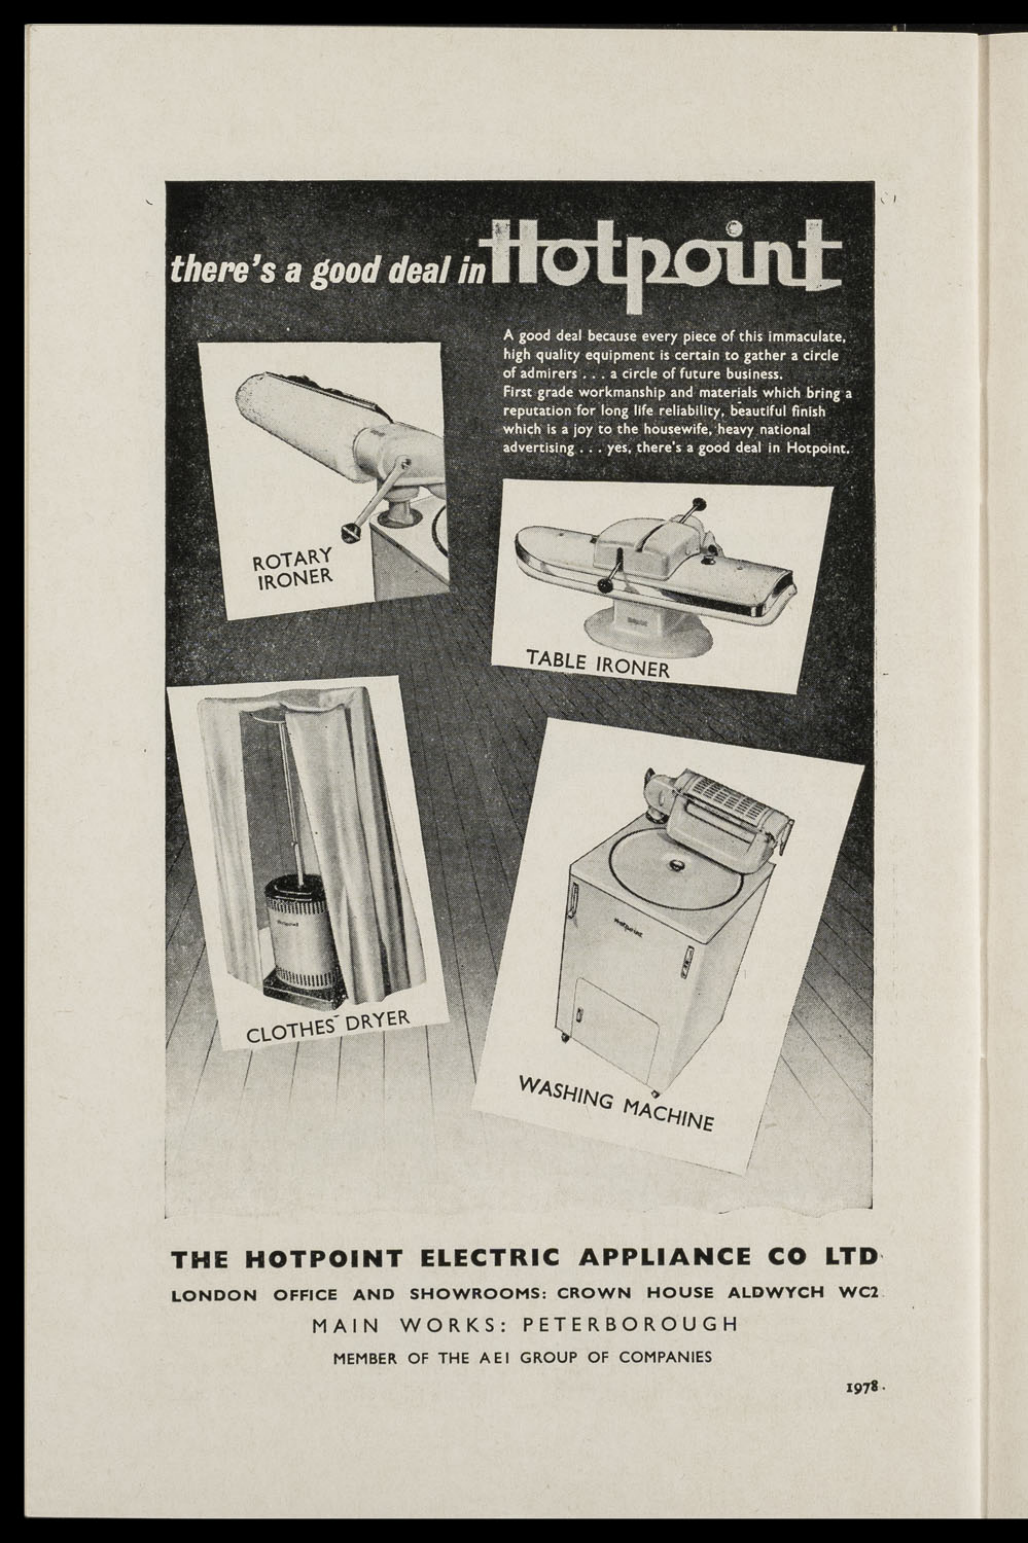 there's a good deal in Hotpoint
A good deal because every piece of this immaculate,
high quality equipment is certain to gather a circle
of admirers . . . a circle of future business.
First grade workmanship and materials which bring a
reputation for long life reliability, beautiful finish
which is a joy to the housewife, heavy national
advertising . . . yes, there's a good deal in Hotpoint.
ROTARY
IRONER
TABLE IRONER
Hotpoint
CLOTHES DRYER
Hotpoint
WASHING MACHINE
THE HOTPOINT ELECTRIC APPLIANCE CO LTD
LONDON OFFICE AND SHOWROOMS: CROWN HOUSE ALDWYCH WC2
MAIN WORKS: PETERBOROUGH
MEMBER OF THE AEI GROUP OF COMPANIES
1978.